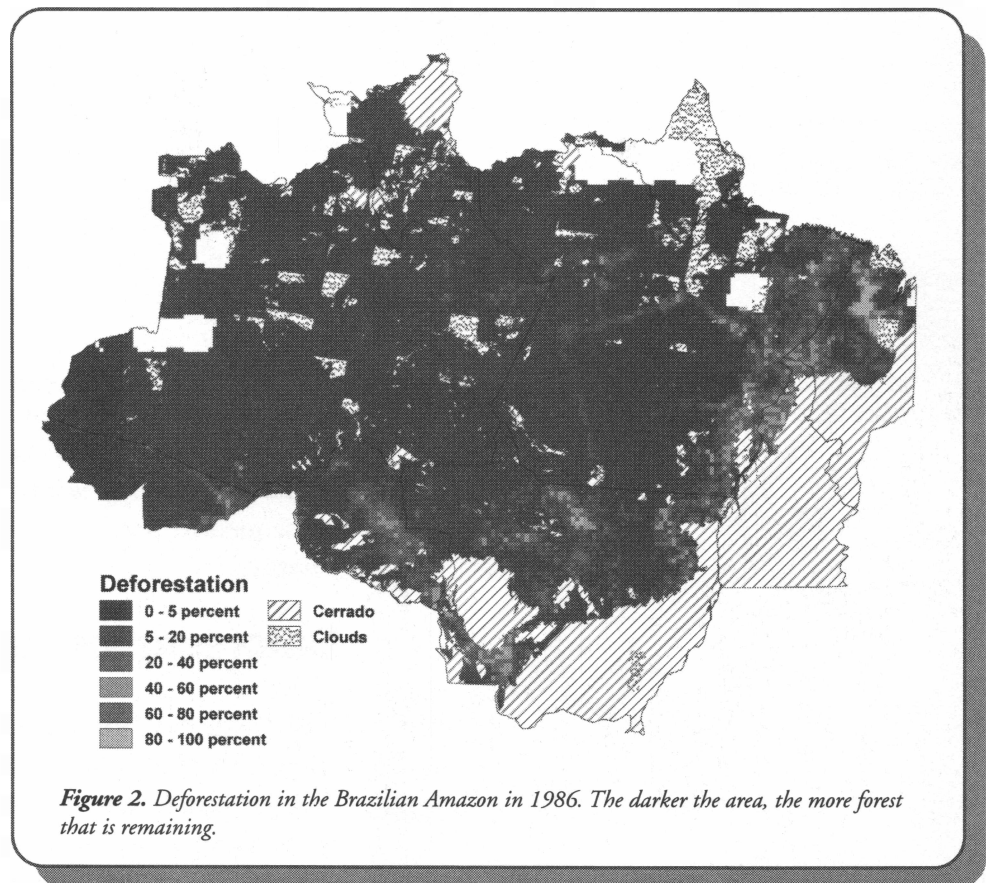 Deforestation
0 - 5 percent
5 - 20 percent
20 - 40 percent
40 - 60 percent
60 - 80 percent
80 - 100 percent
Cerrado
Clouds
Figure 2. Deforestation in the Brazilian Amazon in 1986. The darker the area, the more forest
that is remaining.